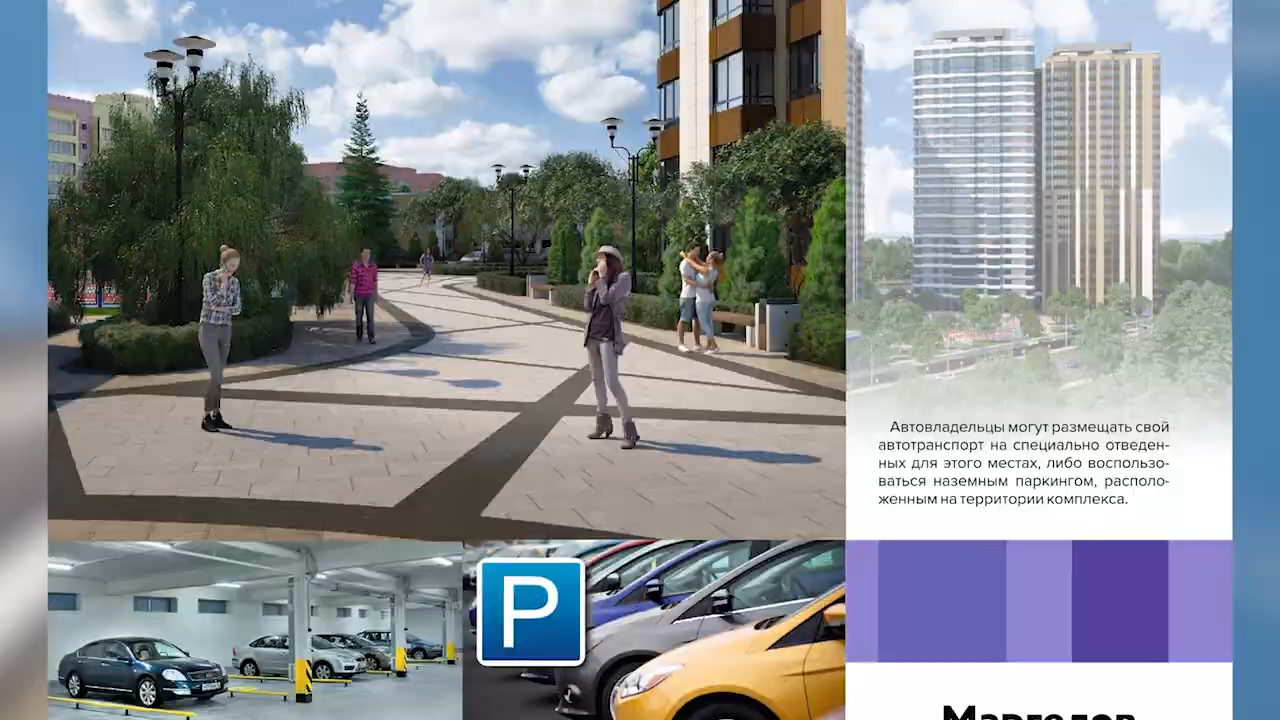 Автовладельцы могут размещать свой
автотранспорт на специально отведен-
ных для этого местах, либо воспользо-
ваться наземным паркингом, располо-
женным на территории комплекса.
P